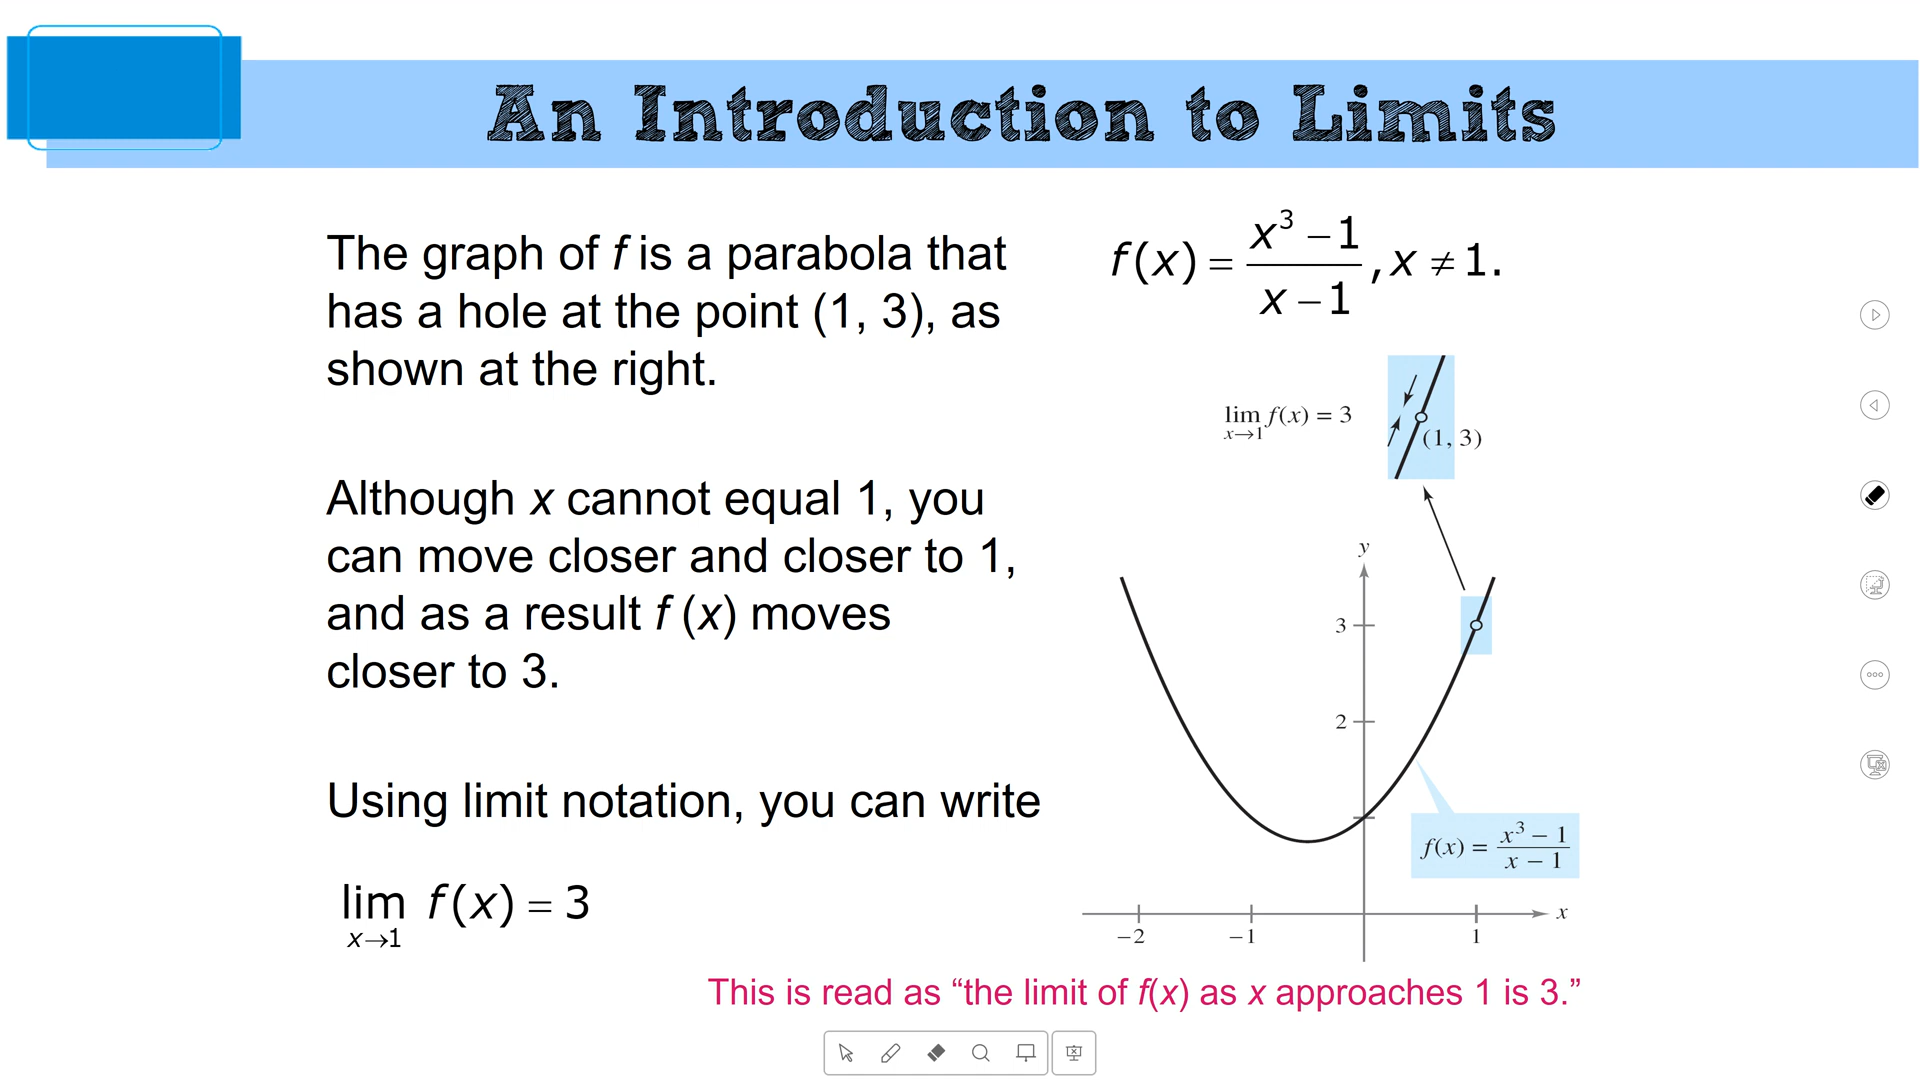 An Introduction to Limits
The graph of f is a parabola that
has a hole at the point (1, 3), as
shown at the right.
f(x) = (x³ − 1)/(x − 1), x ≠ 1.
lim f(x) = 3
x→1
(1, 3)
Although x cannot equal 1, you
can move closer and closer to 1,
and as a result f (x) moves
closer to 3.
y
3
2
Using limit notation, you can write
f(x) = (x³ − 1)/(x − 1)
lim f(x) = 3
x→1
x
−2 −1 1
This is read as “the limit of f(x) as x approaches 1 is 3.”